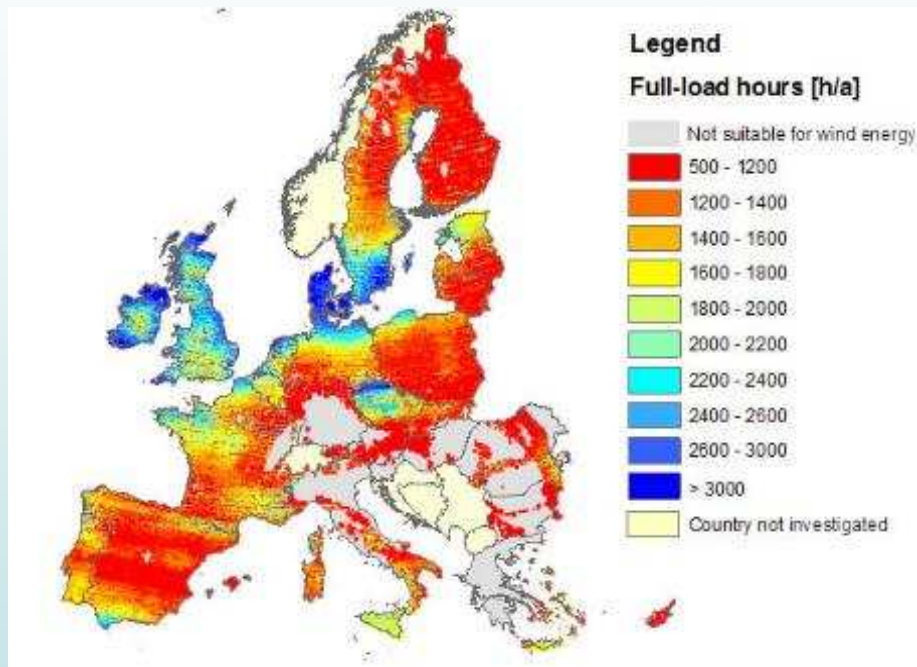 Legend
Full-load hours [h/a]
Not suitable for wind energy
500 - 1200
1200 - 1400
1400 - 1600
1600 - 1800
1800 - 2000
2000 - 2200
2200 - 2400
2400 - 2600
2600 - 3000
> 3000
Country not investigated